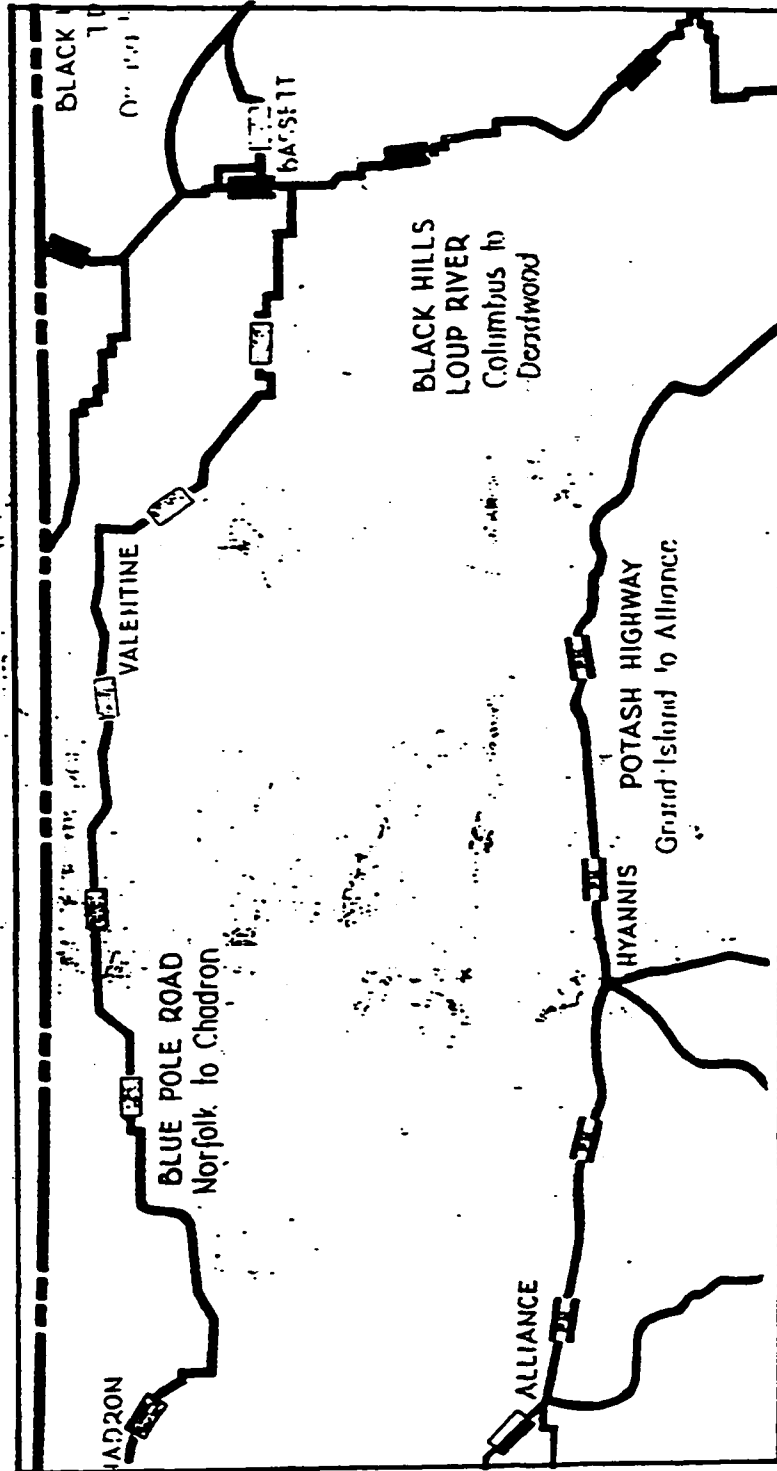 BLACK
BASSETT
VALENTINE
BLUE POLE ROAD
Norfolk to Chadron
HADRON
BLACK HILLS
LOUP RIVER
Columbus to
Deadwood
POTASH HIGHWAY
Grand Island to Alliance
HYANNIS
ALLIANCE